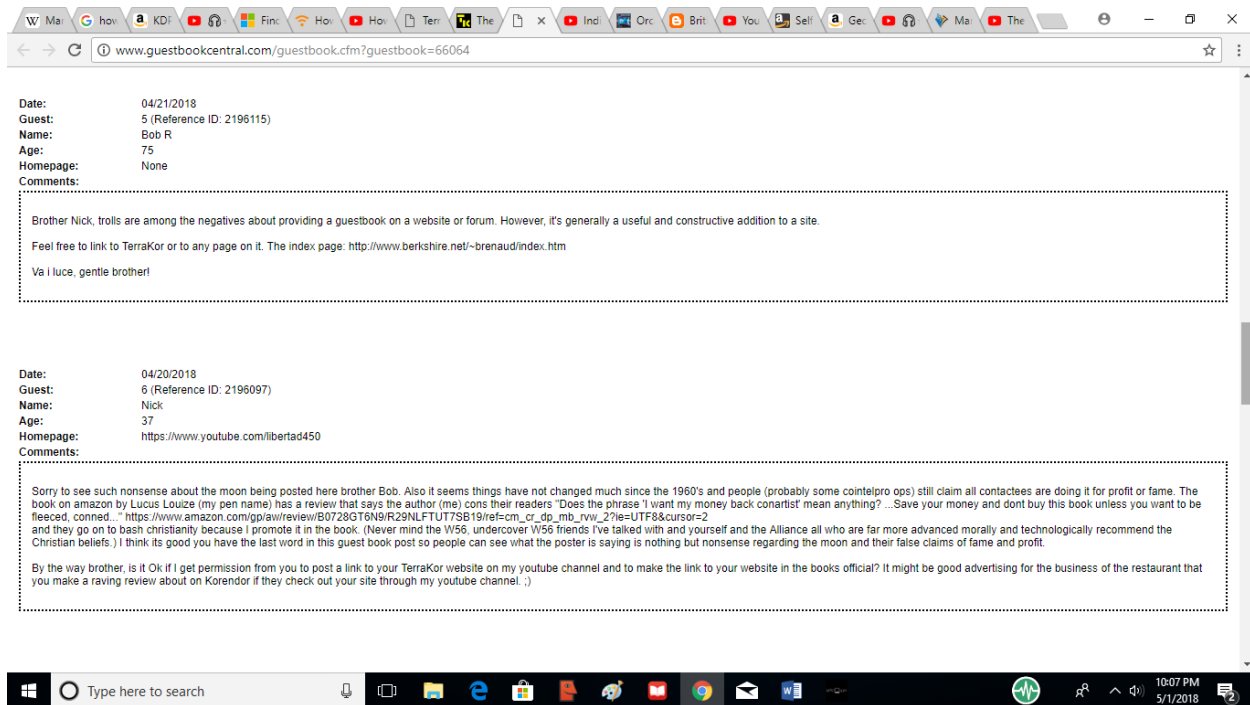 Mai
how
KDF
Finc
How
How
Terr
The
Indi
Orc
Brit
You
Self
Gec
Mai
The
www.guestbookcentral.com/guestbook.cfm?guestbook=66064
Date: 04/21/2018
Guest: 5 (Reference ID: 2196115)
Name: Bob R
Age: 75
Homepage: None
Comments:
Brother Nick, trolls are among the negatives about providing a guestbook on a website or forum. However, it's generally a useful and constructive addition to a site.
Feel free to link to TerraKor or to any page on it. The index page: http://www.berkshire.net/~brenaud/index.htm
Va i luce, gentle brother!
Date: 04/20/2018
Guest: 6 (Reference ID: 2196097)
Name: Nick
Age: 37
Homepage: https://www.youtube.com/libertad450
Comments:
Sorry to see such nonsense about the moon being posted here brother Bob. Also it seems things have not changed much since the 1960's and people (probably some cointelpro ops) still claim all contactees are doing it for profit or fame. The
book on amazon by Lucus Louize (my pen name) has a review that says the author (me) cons their readers "Does the phrase 'I want my money back conartist' mean anything? ...Save your money and dont buy this book unless you want to be
fleeced, conned..." https://www.amazon.com/gp/aw/review/B0728GT6N9/R29NLFTUT7SB19/ref=cm_cr_dp_mb_rvw_2?ie=UTF8&cursor=2
and they go on to bash christianity because I promote it in the book. (Never mind the W56, undercover W56 friends I've talked with and yourself and the Alliance all who are far more advanced morally and technologically recommend the
Christian beliefs.) I think its good you have the last word in this guest book post so people can see what the poster is saying is nothing but nonsense regarding the moon and their false claims of fame and profit.
By the way brother, is it Ok if I get permission from you to post a link to your TerraKor website on my youtube channel and to make the link to your website in the books official? It might be good advertising for the business of the restaurant that
you make a raving review about on Korendor if they check out your site through my youtube channel. ;)
Type here to search
10:07 PM
5/1/2018
2